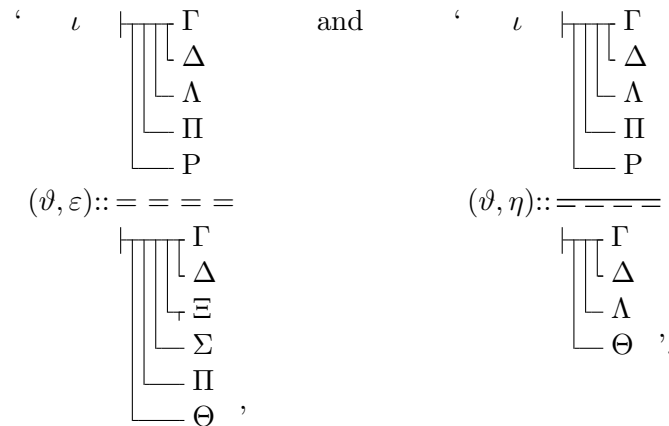 ‘ ι Γ and ‘ ι Γ
Δ Δ
Λ Λ
Π Π
Ρ Ρ
(ϑ, ε):: = = = = (ϑ, η):: = = = =
Γ Γ
Δ Δ
Ξ Λ
Σ Θ ’.
Π
Θ ’